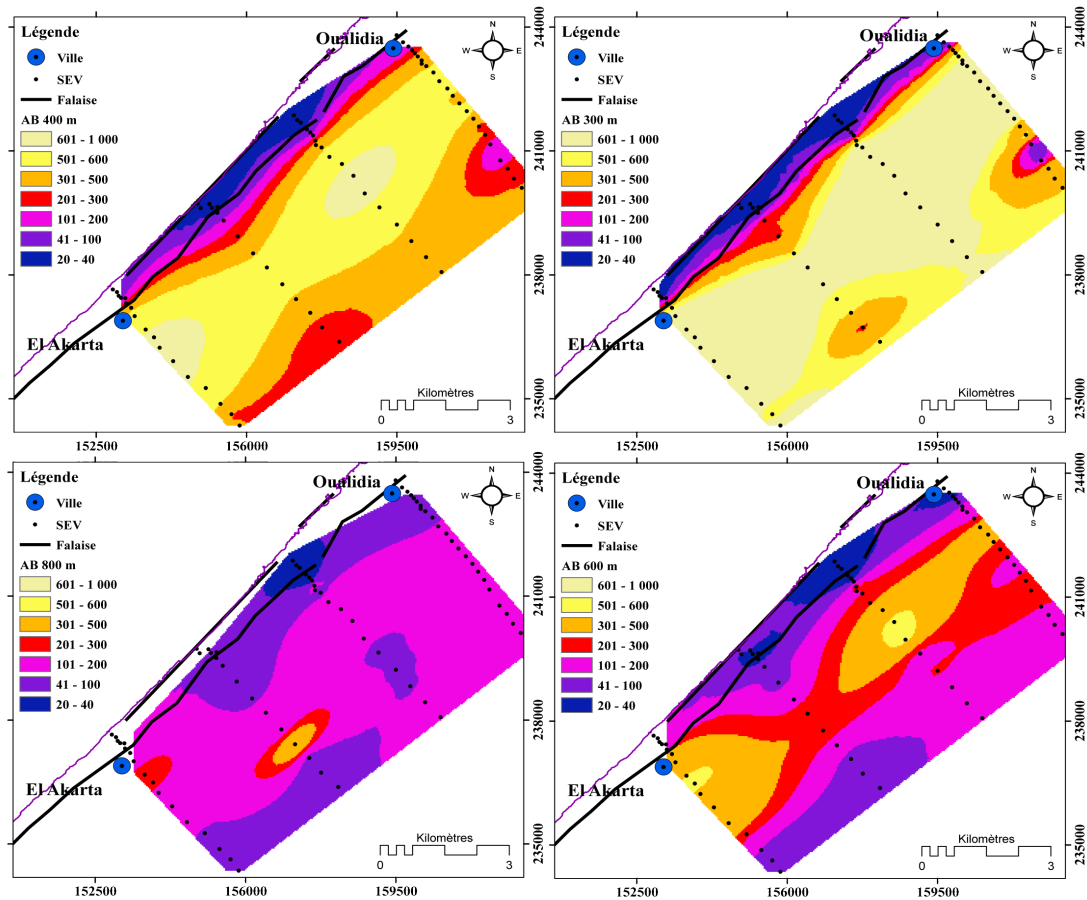 Légende
Ville
SEV
Falaise
AB 400 m
601 - 1 000
501 - 600
301 - 500
201 - 300
101 - 200
41 - 100
20 - 40
Oualidia
El Akarta
N
W
E
S
Kilomètres
0
3
152500
156000
159500
244000
241000
238000
235000
Légende
Ville
SEV
Falaise
AB 300 m
601 - 1 000
501 - 600
301 - 500
201 - 300
101 - 200
41 - 100
20 - 40
Oualidia
El Akarta
N
W
E
S
Kilomètres
0
3
152500
156000
159500
244000
241000
238000
235000
Légende
Ville
SEV
Falaise
AB 800 m
601 - 1 000
501 - 600
301 - 500
201 - 300
101 - 200
41 - 100
20 - 40
Oualidia
El Akarta
N
W
E
S
Kilomètres
0
3
152500
156000
159500
244000
241000
238000
235000
Légende
Ville
SEV
Falaise
AB 600 m
601 - 1 000
501 - 600
301 - 500
201 - 300
101 - 200
41 - 100
20 - 40
Oualidia
El Akarta
N
W
E
S
Kilomètres
0
3
152500
156000
159500
244000
241000
238000
235000